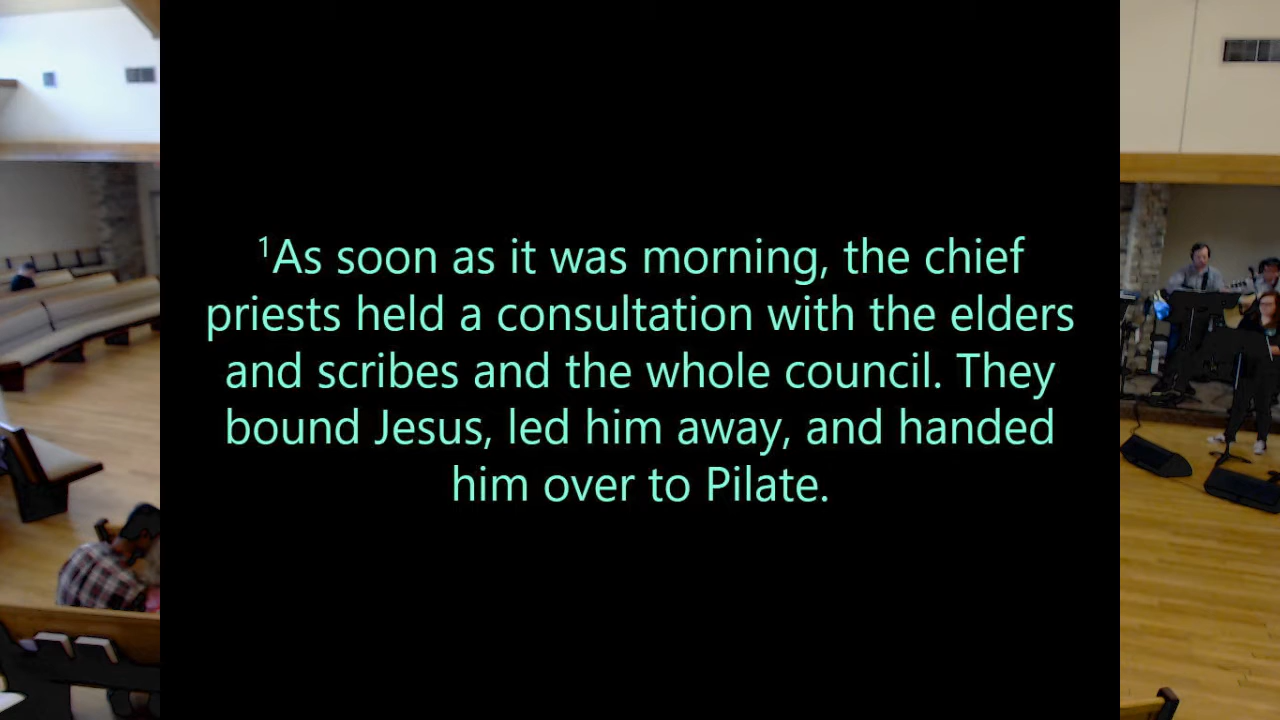 ¹As soon as it was morning, the chief
priests held a consultation with the elders
and scribes and the whole council. They
bound Jesus, led him away, and handed
him over to Pilate.